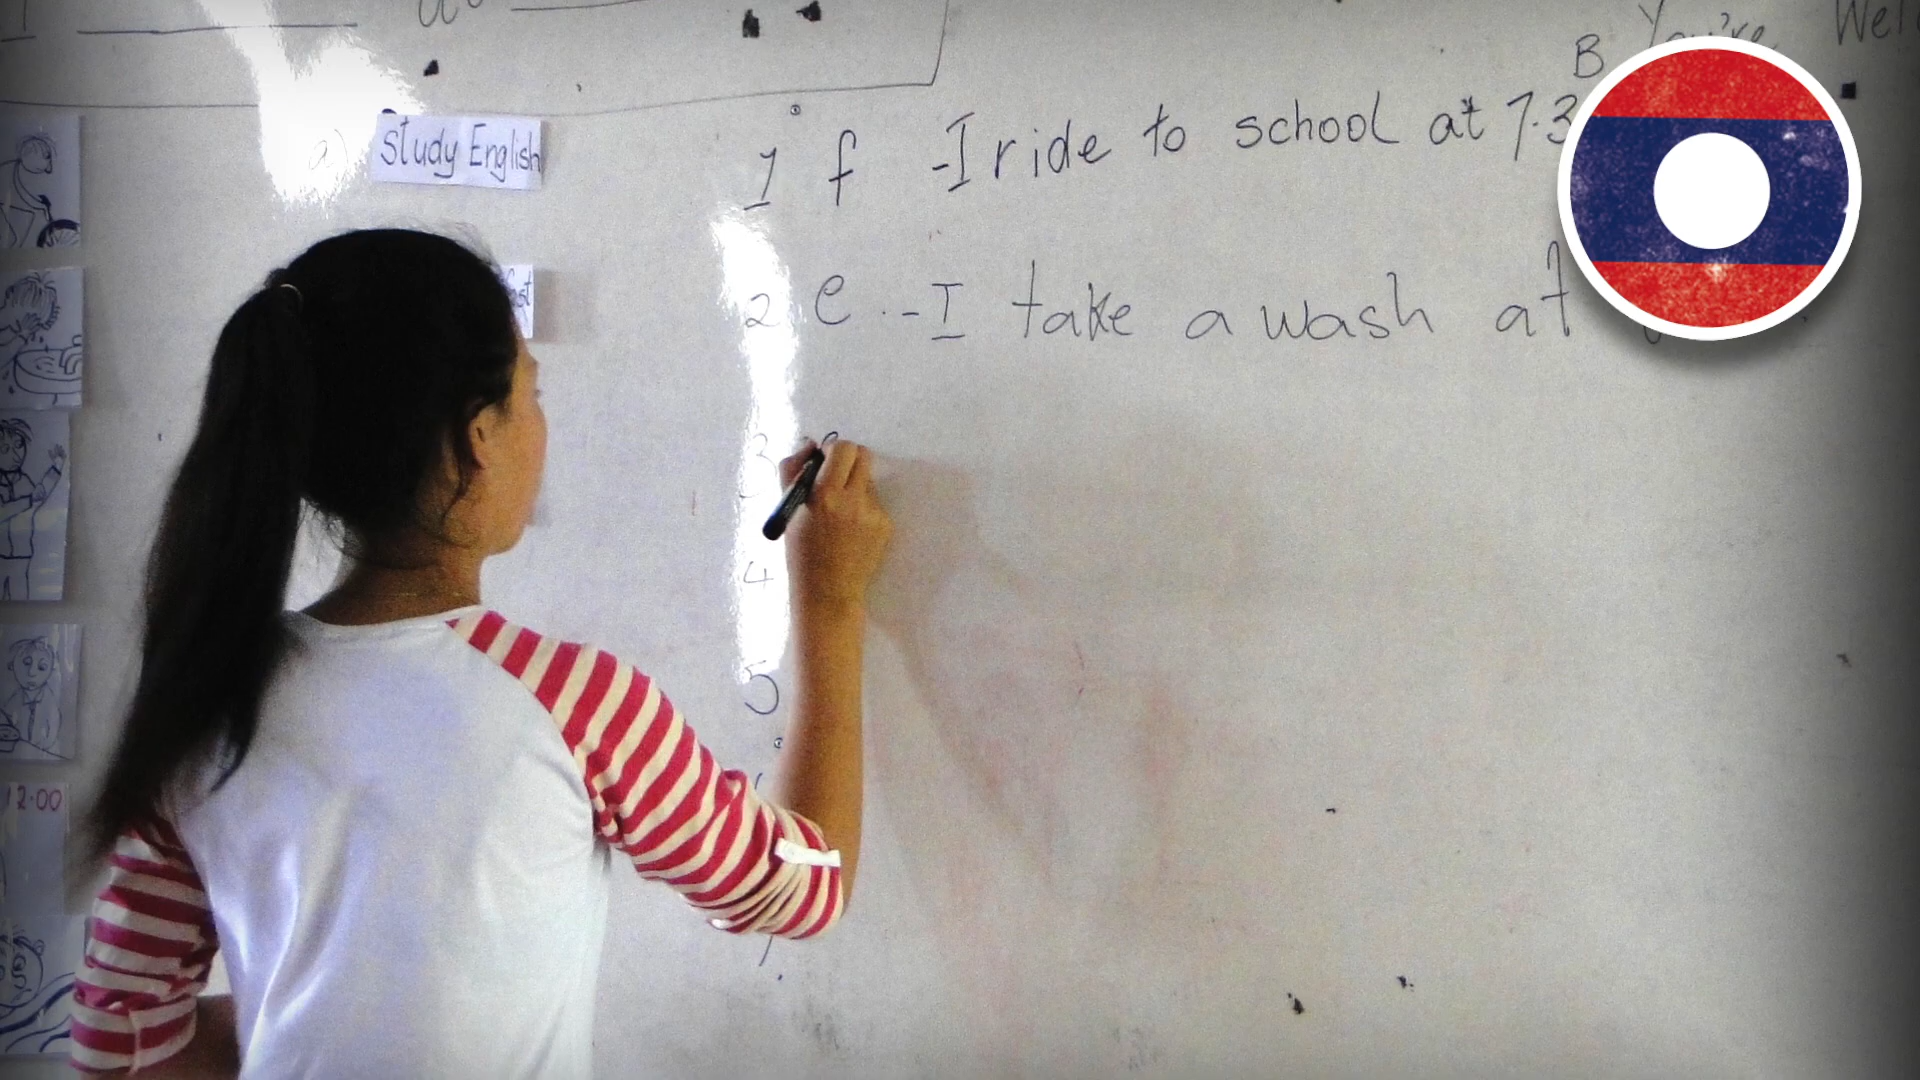 B You're Wel
a) Study English
1 f -I ride to school at 7.3
2 e. -I take a wash at
3
4
5
12:00